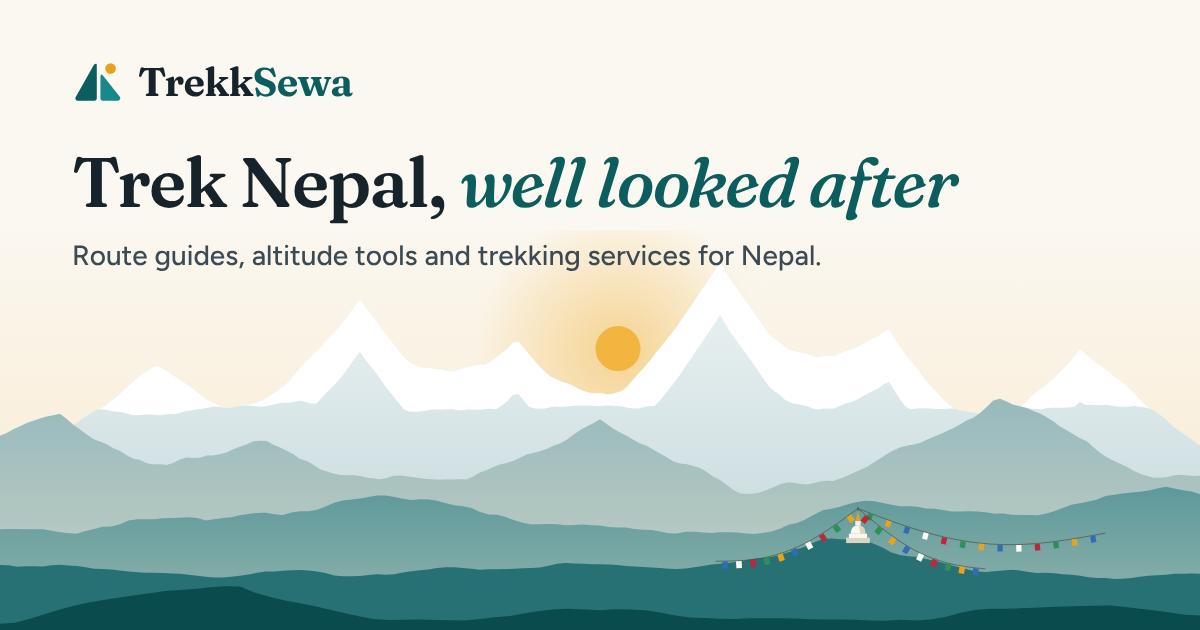 TrekkSewa
Trek Nepal, well looked after
Route guides, altitude tools and trekking services for Nepal.